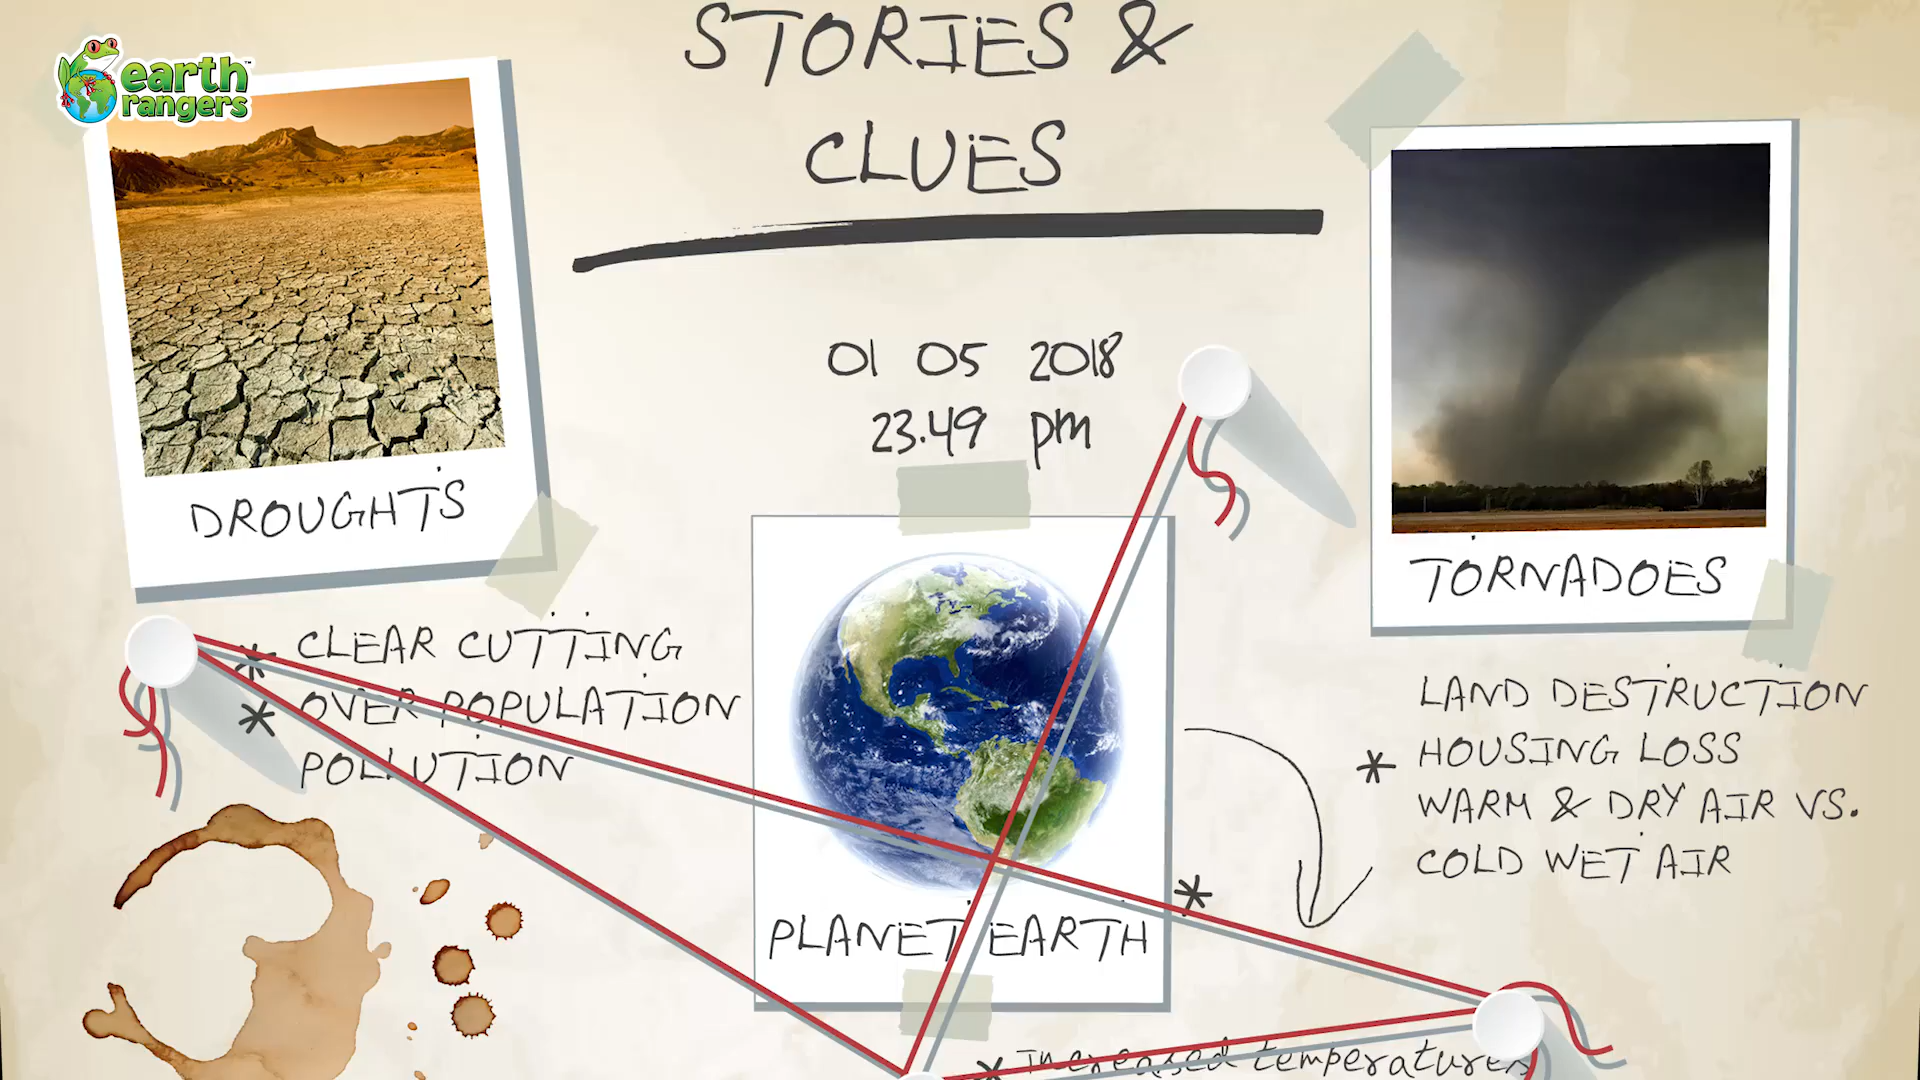 earth
rangers™
STORIES &
CLUES
01 05 2018
23.49 pm
DROUGHTS
TORNADOES
* CLEAR CUTTING
* OVER POPULATION
POLLUTION
PLANET EARTH
*
LAND DESTRUCTION
* HOUSING LOSS
WARM & DRY AIR VS.
COLD WET AIR
* Increased temperatures